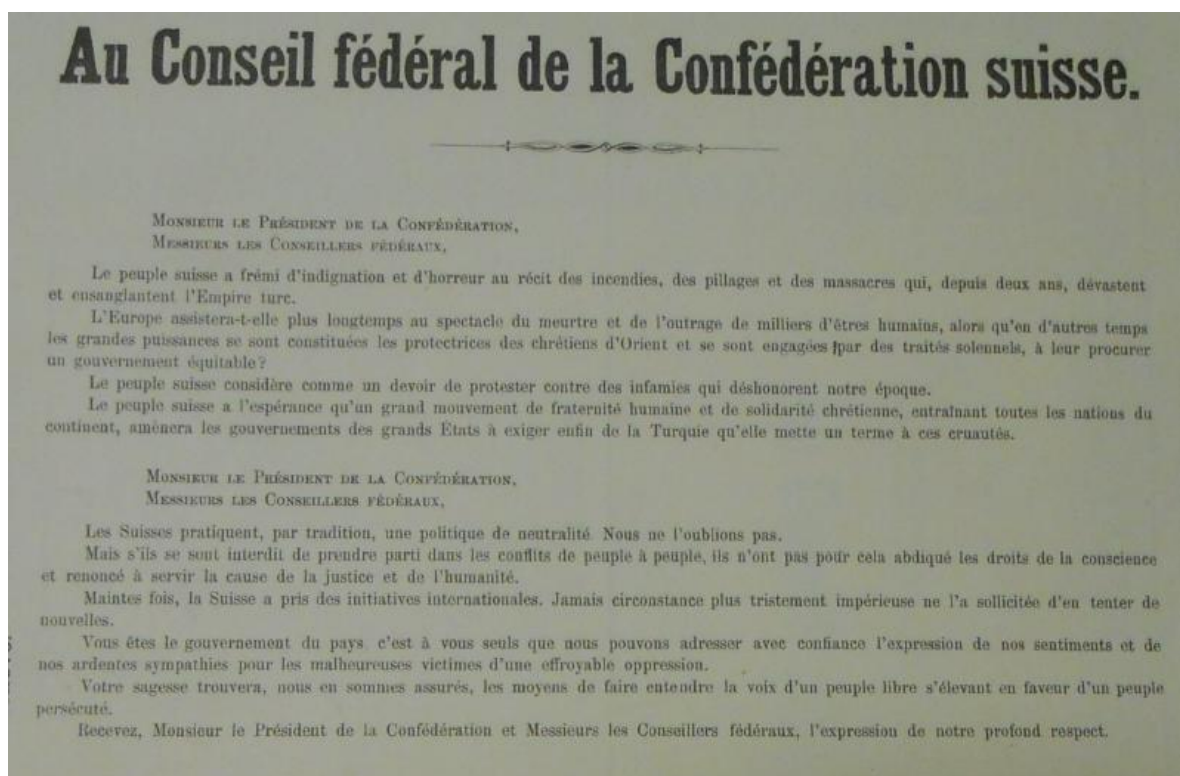 Au Conseil fédéral de la Confédération suisse.
MONSIEUR LE PRÉSIDENT DE LA CONFÉDÉRATION,
MESSIEURS LES CONSEILLERS FÉDÉRAUX,
Le peuple suisse a frémi d'indignation et d'horreur au récit des incendies, des pillages et des massacres qui, depuis deux ans, dévastent
et ensanglantent l'Empire turc.
L'Europe assistera-t-elle plus longtemps au spectacle du meurtre et de l'outrage de milliers d'êtres humains, alors qu'en d'autres temps
les grandes puissances se sont constituées les protectrices des chrétiens d'Orient et se sont engagées par des traités solennels, à leur procurer
un gouvernement équitable?
Le peuple suisse considère comme un devoir de protester contre des infamies qui déshonorent notre époque.
Le peuple suisse a l'espérance qu'un grand mouvement de fraternité humaine et de solidarité chrétienne, entraînant toutes les nations du
continent, amènera les gouvernements des grands États à exiger enfin de la Turquie qu'elle mette un terme à ces cruautés.
MONSIEUR LE PRÉSIDENT DE LA CONFÉDÉRATION,
MESSIEURS LES CONSEILLERS FÉDÉRAUX,
Les Suisses pratiquent, par tradition, une politique de neutralité. Nous ne l'oublions pas.
Mais s'ils se sont interdit de prendre parti dans les conflits de peuple à peuple, ils n'ont pas pour cela abdiqué les droits de la conscience
et renoncé à servir la cause de la justice et de l'humanité.
Maintes fois, la Suisse a pris des initiatives internationales. Jamais circonstance plus tristement impérieuse ne l'a sollicitée d'en tenter de
nouvelles.
Vous êtes le gouvernement du pays c'est à vous seuls que nous pouvons adresser avec confiance l'expression de nos sentiments et de
nos ardentes sympathies pour les malheureuses victimes d'une effroyable oppression.
Votre sagesse trouvera, nous en sommes assurés, les moyens de faire entendre la voix d'un peuple libre s'élevant en faveur d'un peuple
persécuté.
Recevez, Monsieur le Président de la Confédération et Messieurs les Conseillers fédéraux, l'expression de notre profond respect.